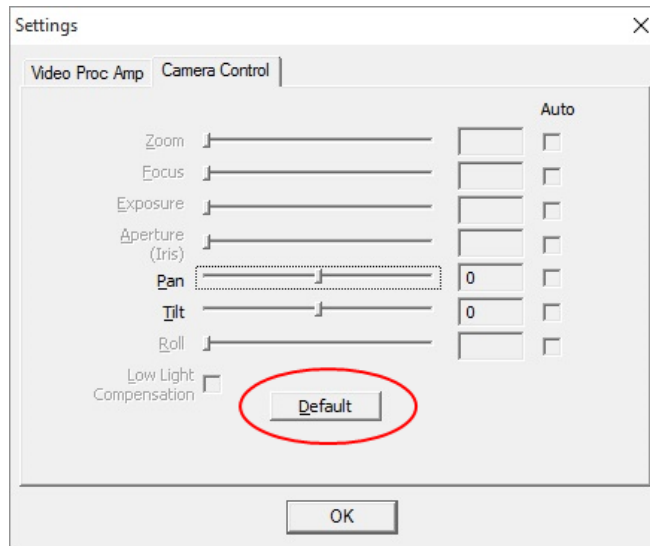 Settings
Video Proc Amp
Camera Control
Auto
Zoom
Focus
Exposure
Aperture
(Iris)
Pan 0
Tilt 0
Roll
Low Light
Compensation
Default
OK